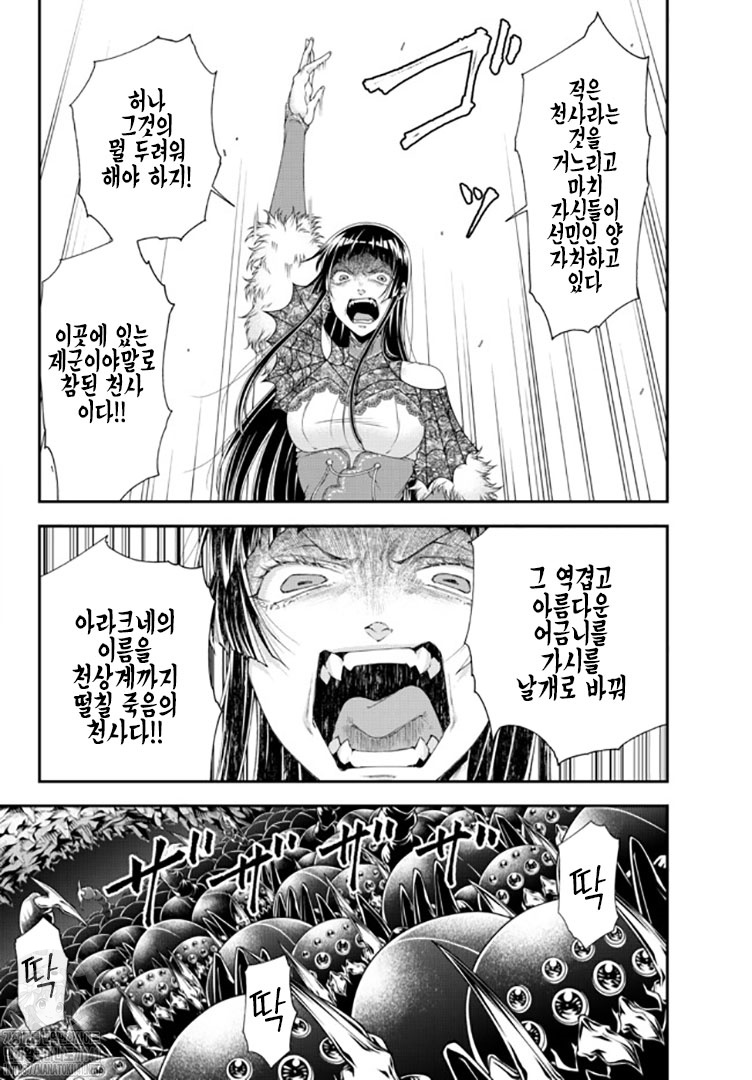 적은
천사라는
것을
거느리고
마치
자신들이 양
선민인 양
자처하고
있다
허나
그것의
뭘 두려워
해야 하지!
ゴッ
이곳에 있는
제군이야말로
참된 천사
이다!!
그 역겹고
아름다운
어금니를
가시를
날개로 바꿔
아라크네의
이름을
천상계까지
떨칠 죽음의
천사다!!
ザザザザ
딱
딱
딱